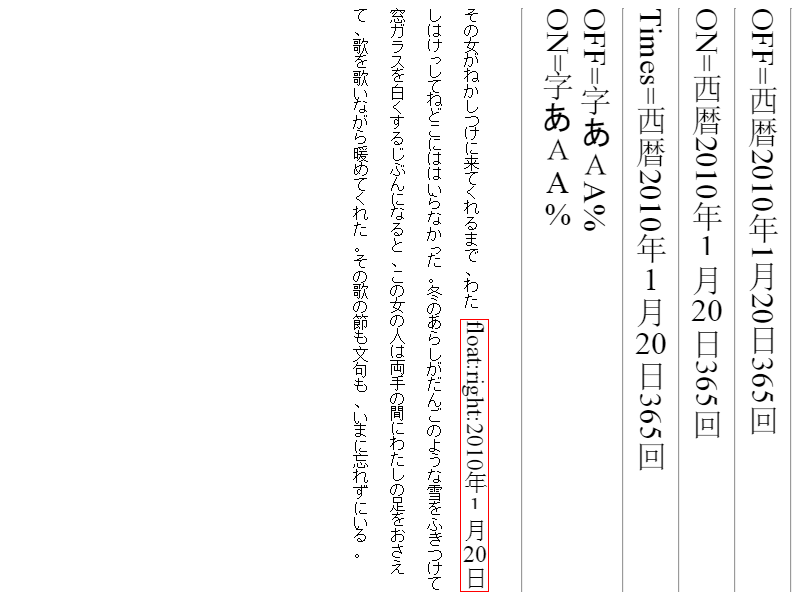 OFF=西暦2010年1月20日365回
ON=西暦2010年1月20日365回
Times=西暦2010年1月20日365回
OFF=字あＡA%
ON=字あＡA%
その女がねかしつけに来てくれるまで、わた
float:right:2010年1月20日
しはけっしてねどこにははいらなかった。冬のあらしがだんごのような雪をふきつけて
窓ガラスを白くするじぶんになると、この女の人は両手の間にわたしの足をおさえ
て、歌を歌いながら暖めてくれた。その歌の節も文句も、いまに忘れずにいる。